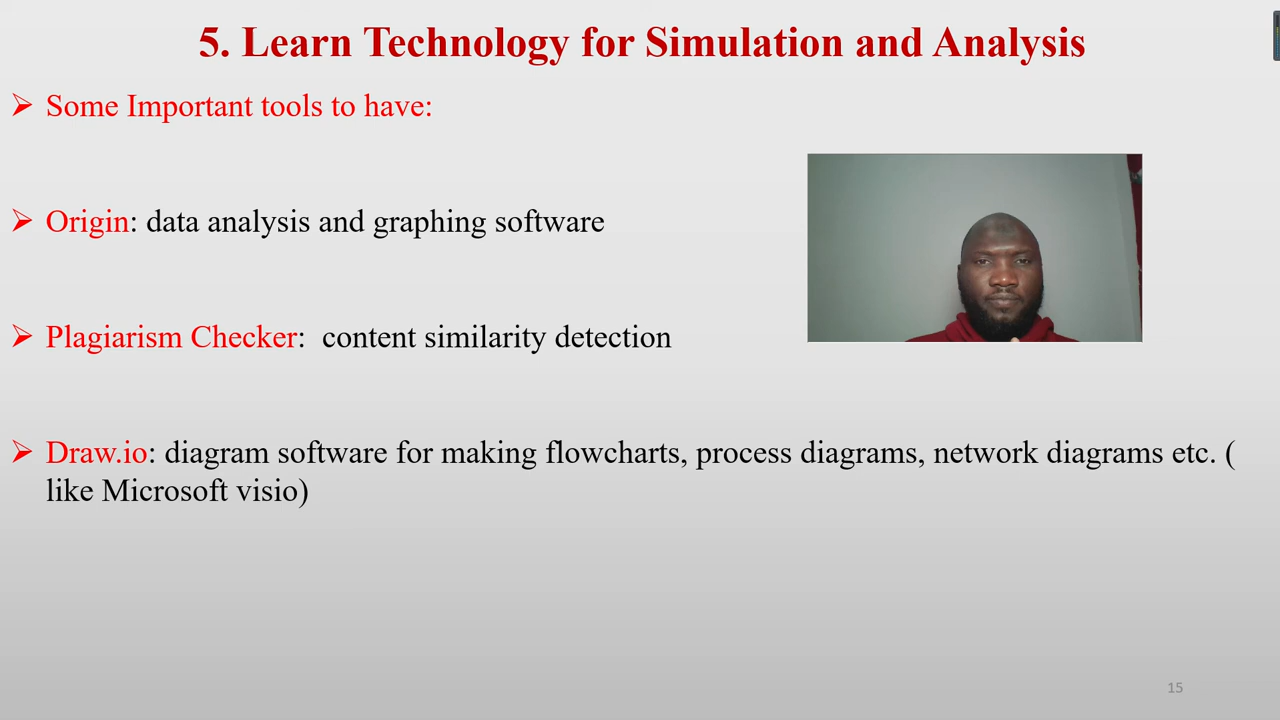 5. Learn Technology for Simulation and Analysis
➢ Some Important tools to have:
➢ Origin: data analysis and graphing software
➢ Plagiarism Checker:  content similarity detection
➢ Draw.io: diagram software for making flowcharts, process diagrams, network diagrams etc. (
like Microsoft visio)
15